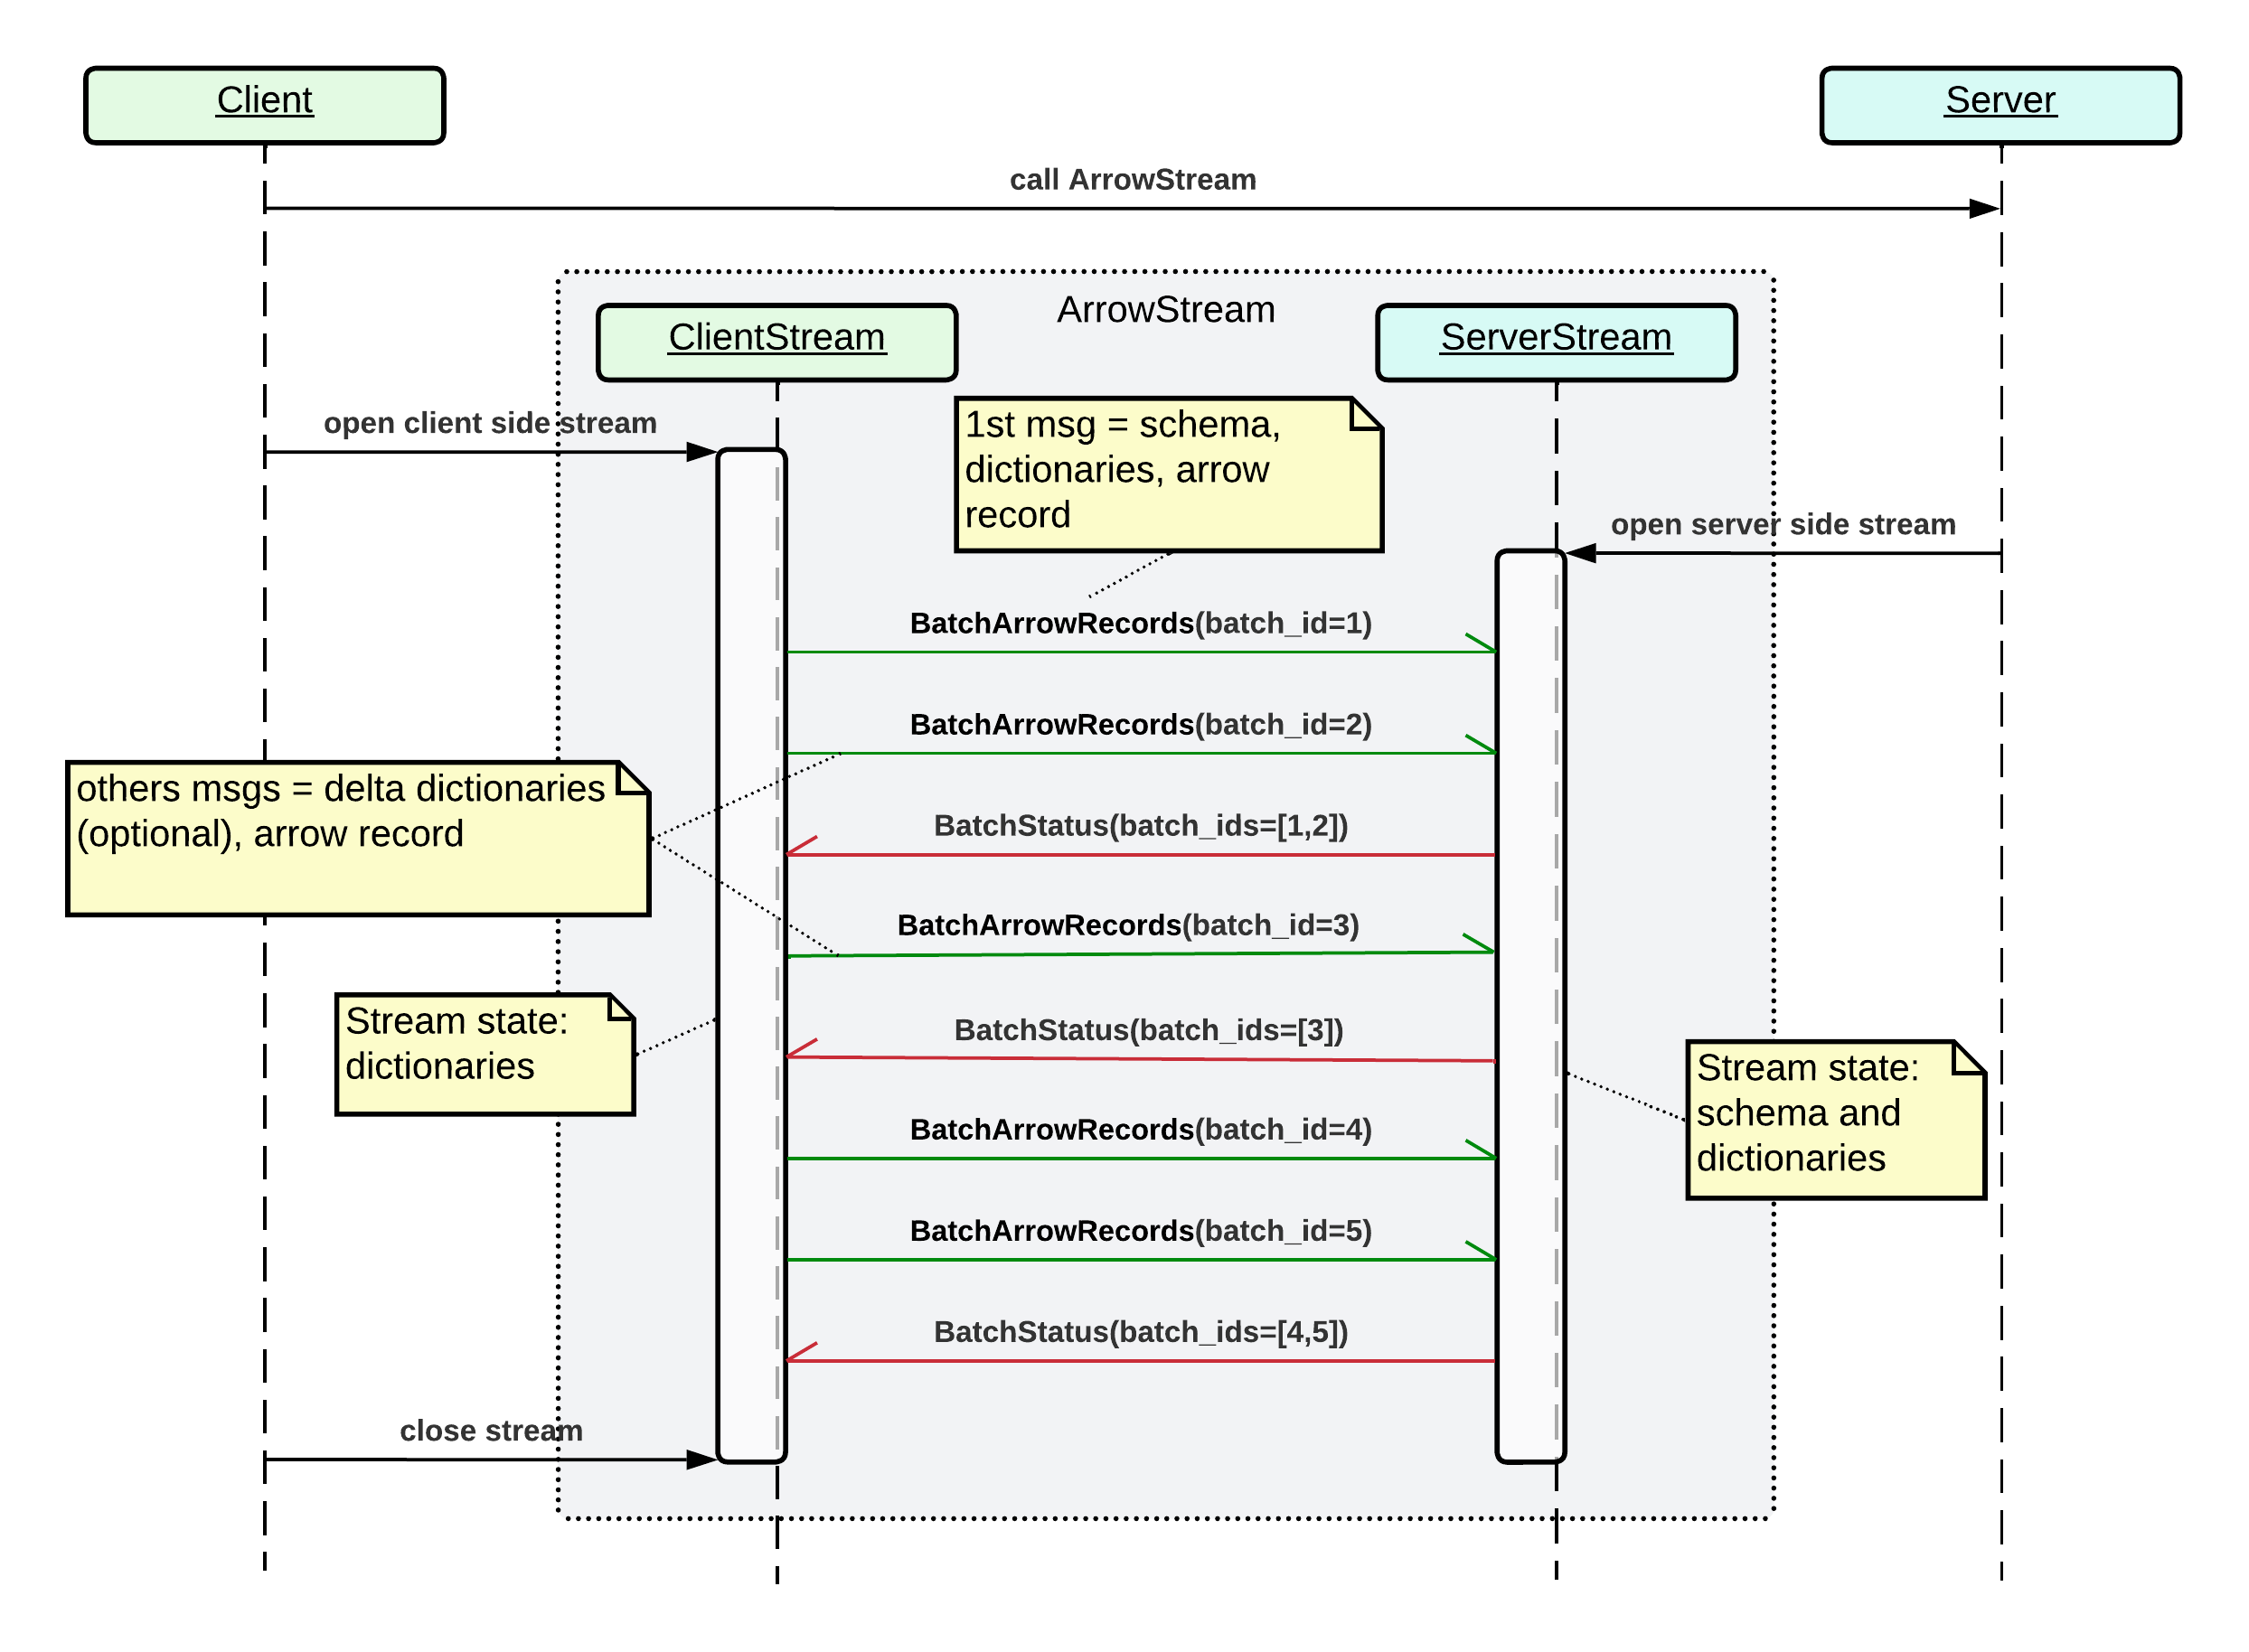 Client
Server
call ArrowStream
ArrowStream
ClientStream
ServerStream
open client side stream
1st msg = schema,
dictionaries, arrow
record
open server side stream
BatchArrowRecords(batch_id=1)
BatchArrowRecords(batch_id=2)
others msgs = delta dictionaries
(optional), arrow record
BatchStatus(batch_ids=[1,2])
BatchArrowRecords(batch_id=3)
Stream state:
dictionaries
BatchStatus(batch_ids=[3])
Stream state:
schema and
dictionaries
BatchArrowRecords(batch_id=4)
BatchArrowRecords(batch_id=5)
BatchStatus(batch_ids=[4,5])
close stream